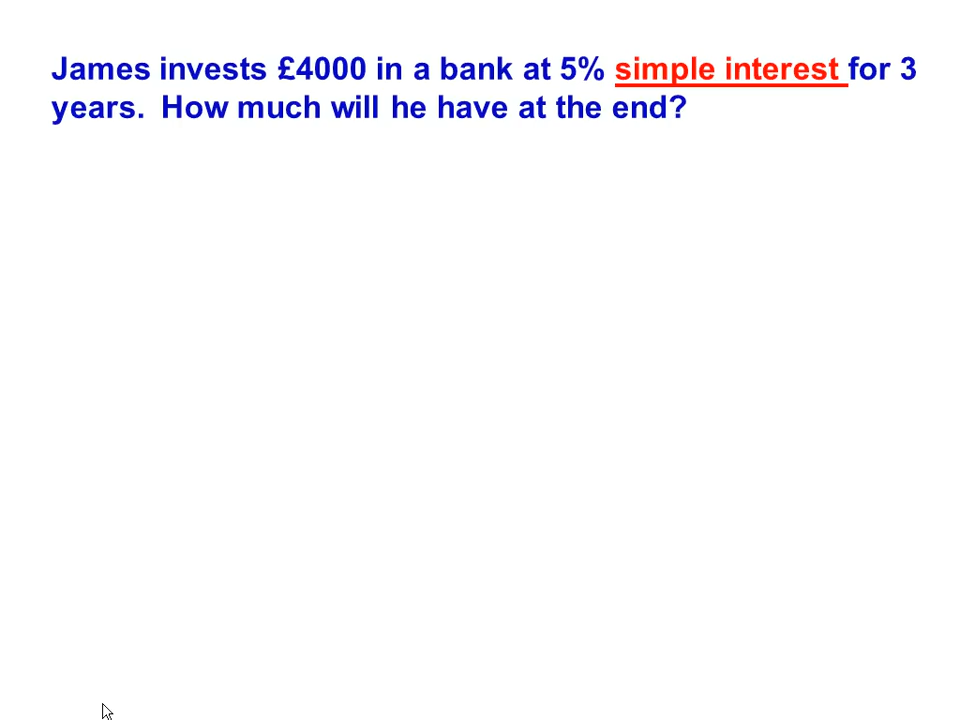 James invests £4000 in a bank at 5% simple interest for 3
years.  How much will he have at the end?